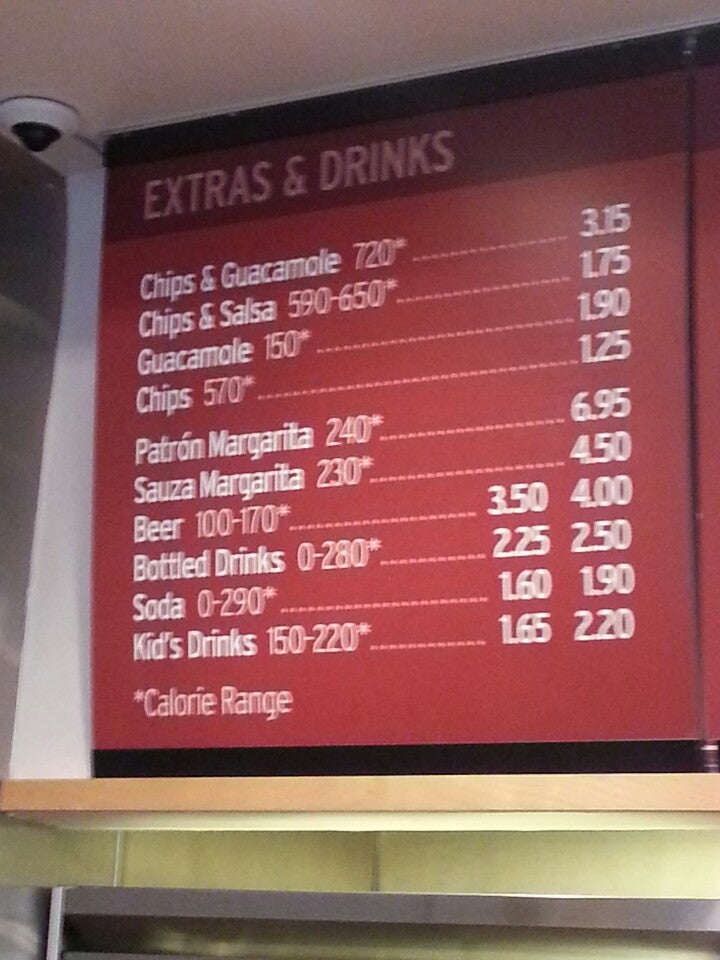 EXTRAS & DRINKS
Chips & Guacamole 720* 3.15
Chips & Salsa 590-650* 1.75
Guacamole 150* 1.90
Chips 570* 1.25
Patrón Margarita 240* 6.95
Sauza Margarita 230* 4.50
Beer 100-170* 3.50 4.00
Bottled Drinks 0-280* 2.25 2.50
Soda 0-290* 1.60 1.90
Kid's Drinks 150-220* 1.65 2.20
*Calorie Range